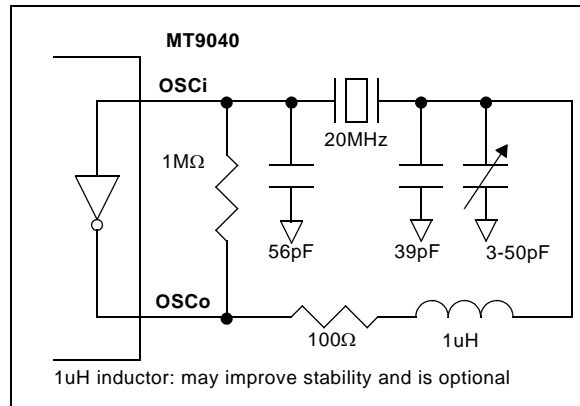 MT9040
OSCi
20MHz
1MΩ
56pF
39pF
3-50pF
OSCo
100Ω
1uH
1uH inductor: may improve stability and is optional